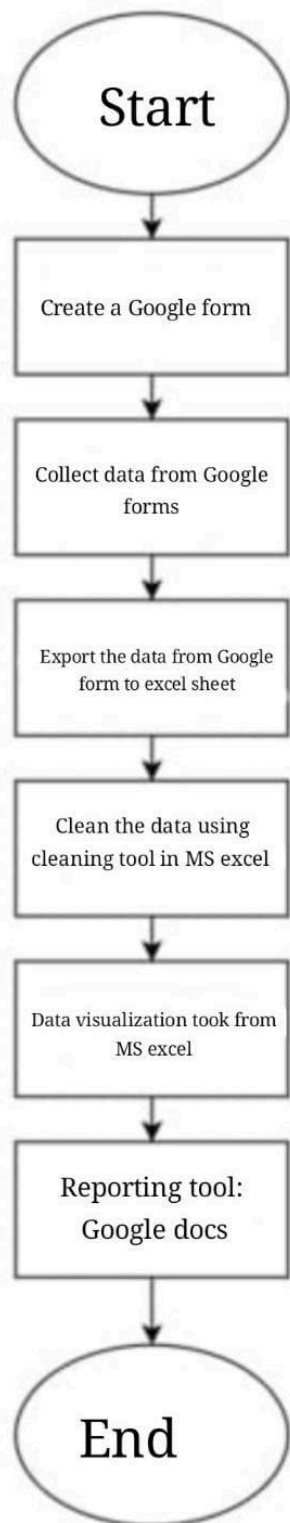 Start
Create a Google form
Collect data from Google
forms
Export the data from Google
form to excel sheet
Clean the data using
cleaning tool in MS excel
Data visualization took from
MS excel
Reporting tool:
Google docs
End